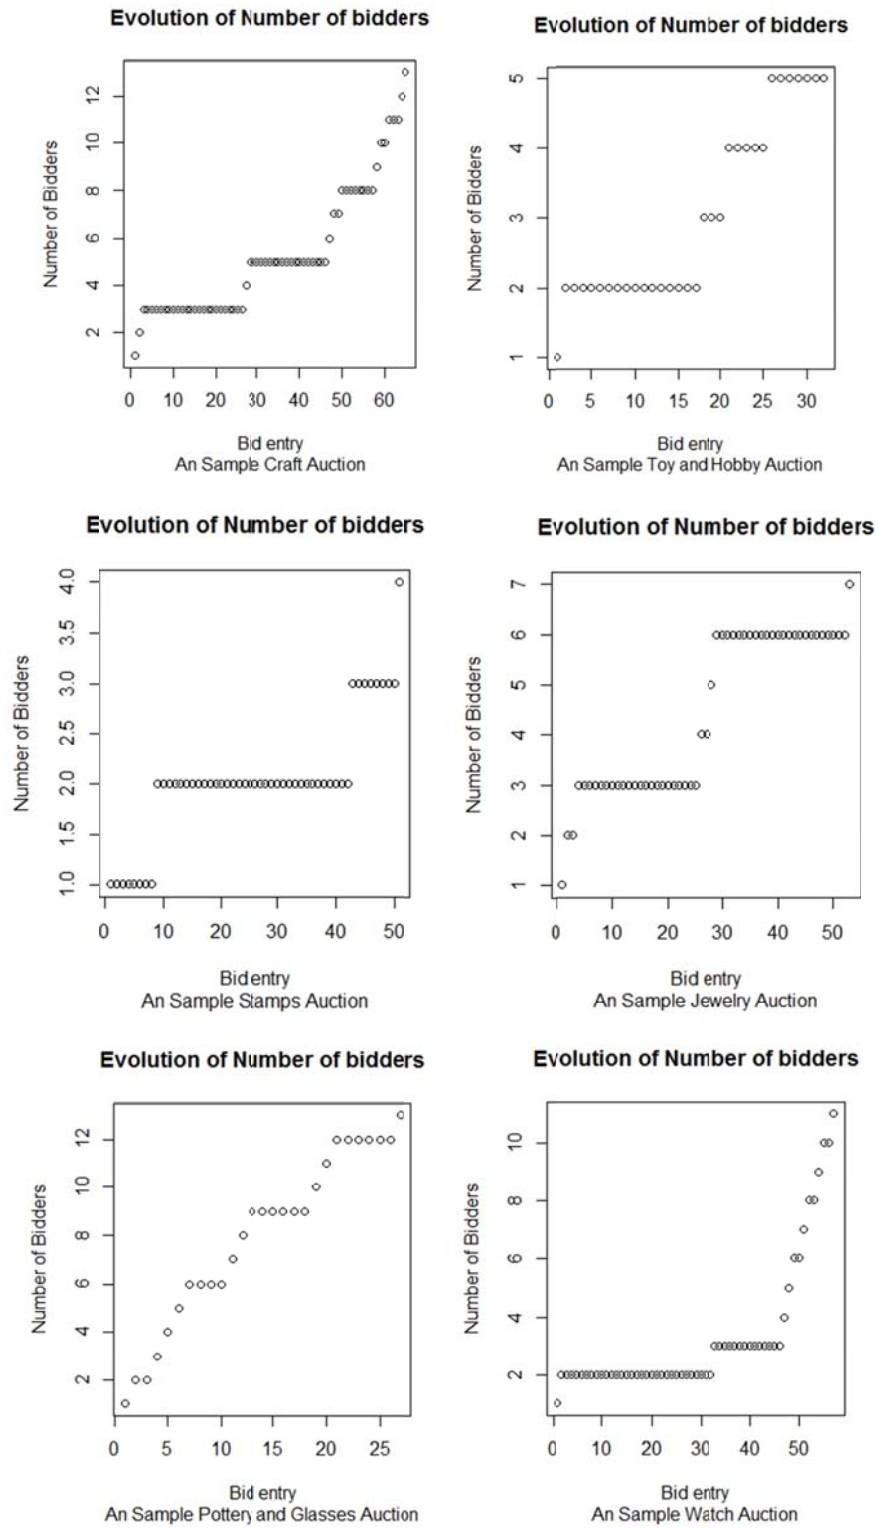 Evolution of Number of bidders
Number of Bidders
2
4
6
8
10
12
0 10 20 30 40 50 60
Bid entry
An Sample Craft Auction
Evolution of Number of bidders
Number of Bidders
1
2
3
4
5
0 5 10 15 20 25 30
Bid entry
An Sample Toy and Hobby Auction
Evolution of Number of bidders
Number of Bidders
1.0
1.5
2.0
2.5
3.0
3.5
4.0
0 10 20 30 40 50
Bid entry
An Sample Stamps Auction
Evolution of Number of bidders
Number of Bidders
1
2
3
4
5
6
7
0 10 20 30 40 50
Bid entry
An Sample Jewelry Auction
Evolution of Number of bidders
Number of Bidders
2
4
6
8
10
12
0 5 10 15 20 25
Bid entry
An Sample Pottery and Glasses Auction
Evolution of Number of bidders
Number of Bidders
2
4
6
8
10
0 10 20 30 40 50
Bid entry
An Sample Watch Auction